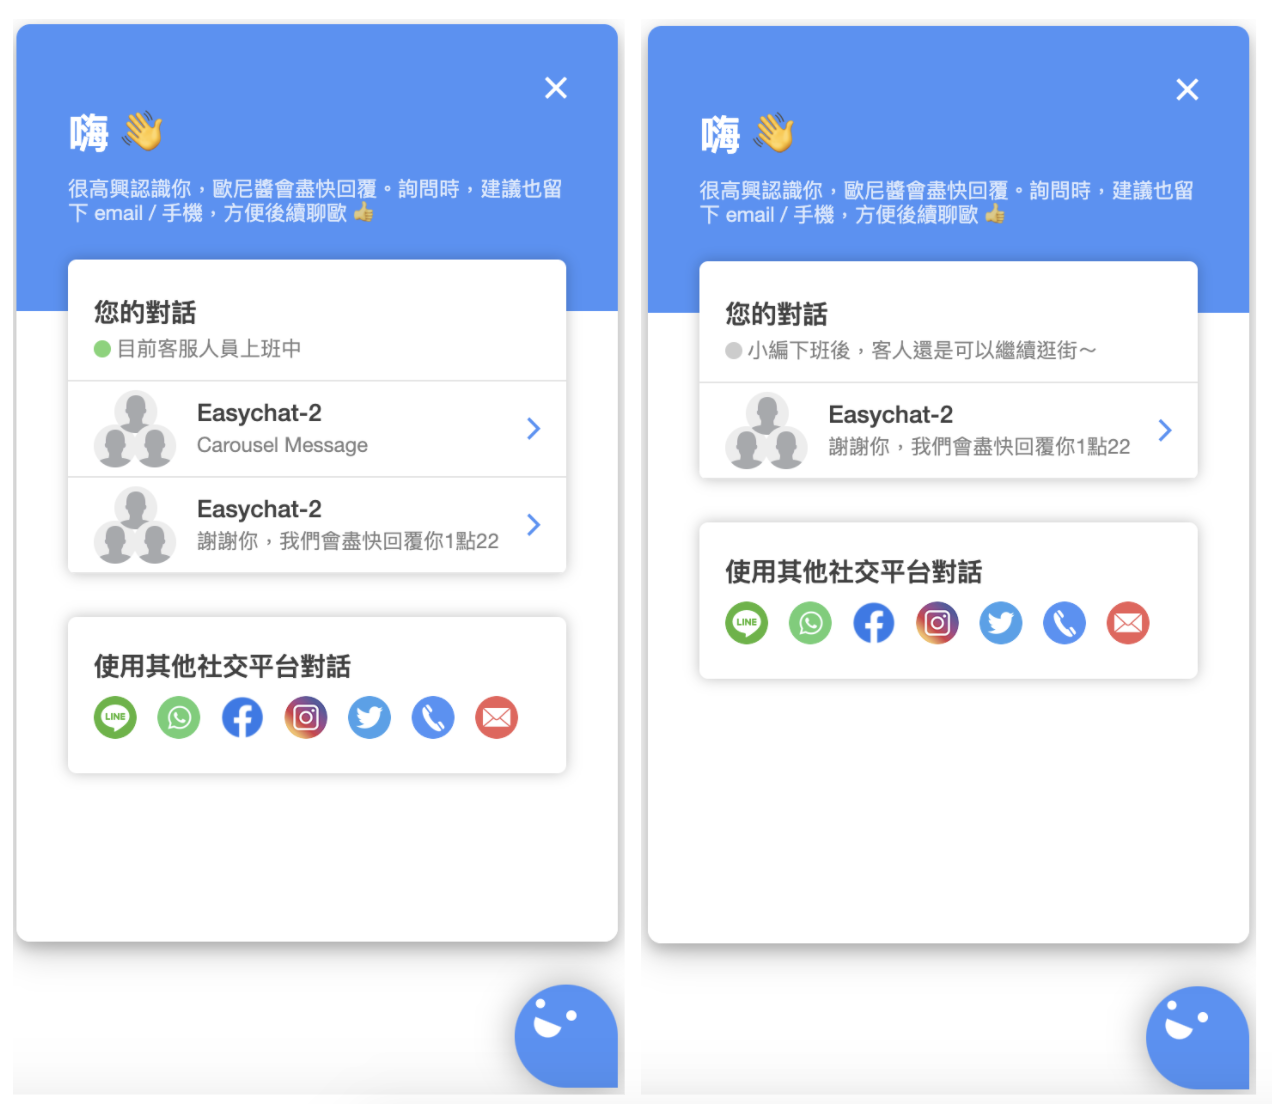 嗨
很高興認識你，歐尼醬會盡快回覆。詢問時，建議也留
下 email / 手機，方便後續聊歐
您的對話
目前客服人員上班中
Easychat-2
Carousel Message
Easychat-2
謝謝你，我們會盡快回覆你1點22
使用其他社交平台對話
LINE
嗨
很高興認識你，歐尼醬會盡快回覆。詢問時，建議也留
下 email / 手機，方便後續聊歐
您的對話
小編下班後，客人還是可以繼續逛街～
Easychat-2
謝謝你，我們會盡快回覆你1點22
使用其他社交平台對話
LINE